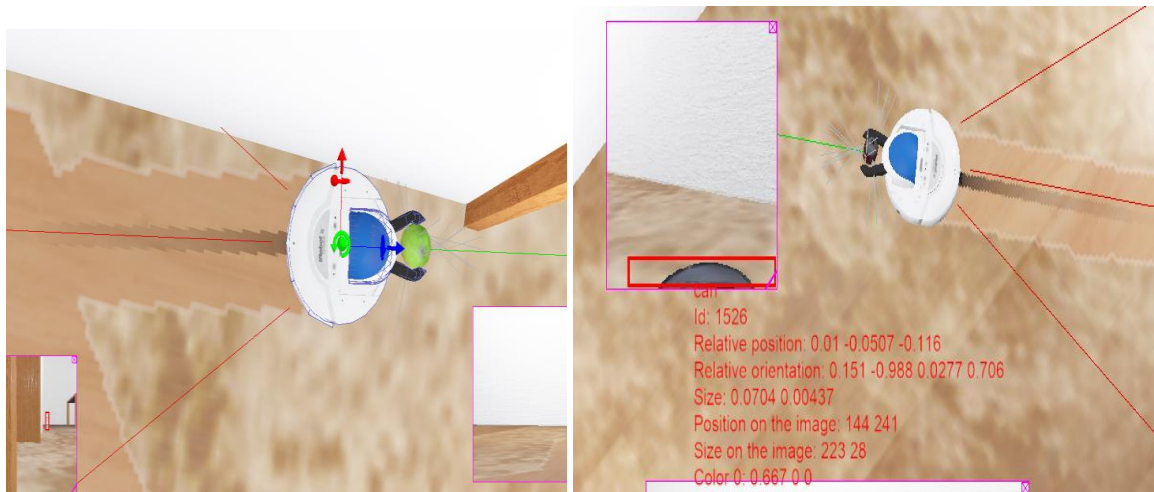 can
Id: 1526
Relative position: 0.01 -0.0507 -0.116
Relative orientation: 0.151 -0.988 0.0277 0.706
Size: 0.0704 0.00437
Position on the image: 144 241
Size on the image: 223 28
Color 0: 0.667 0 0